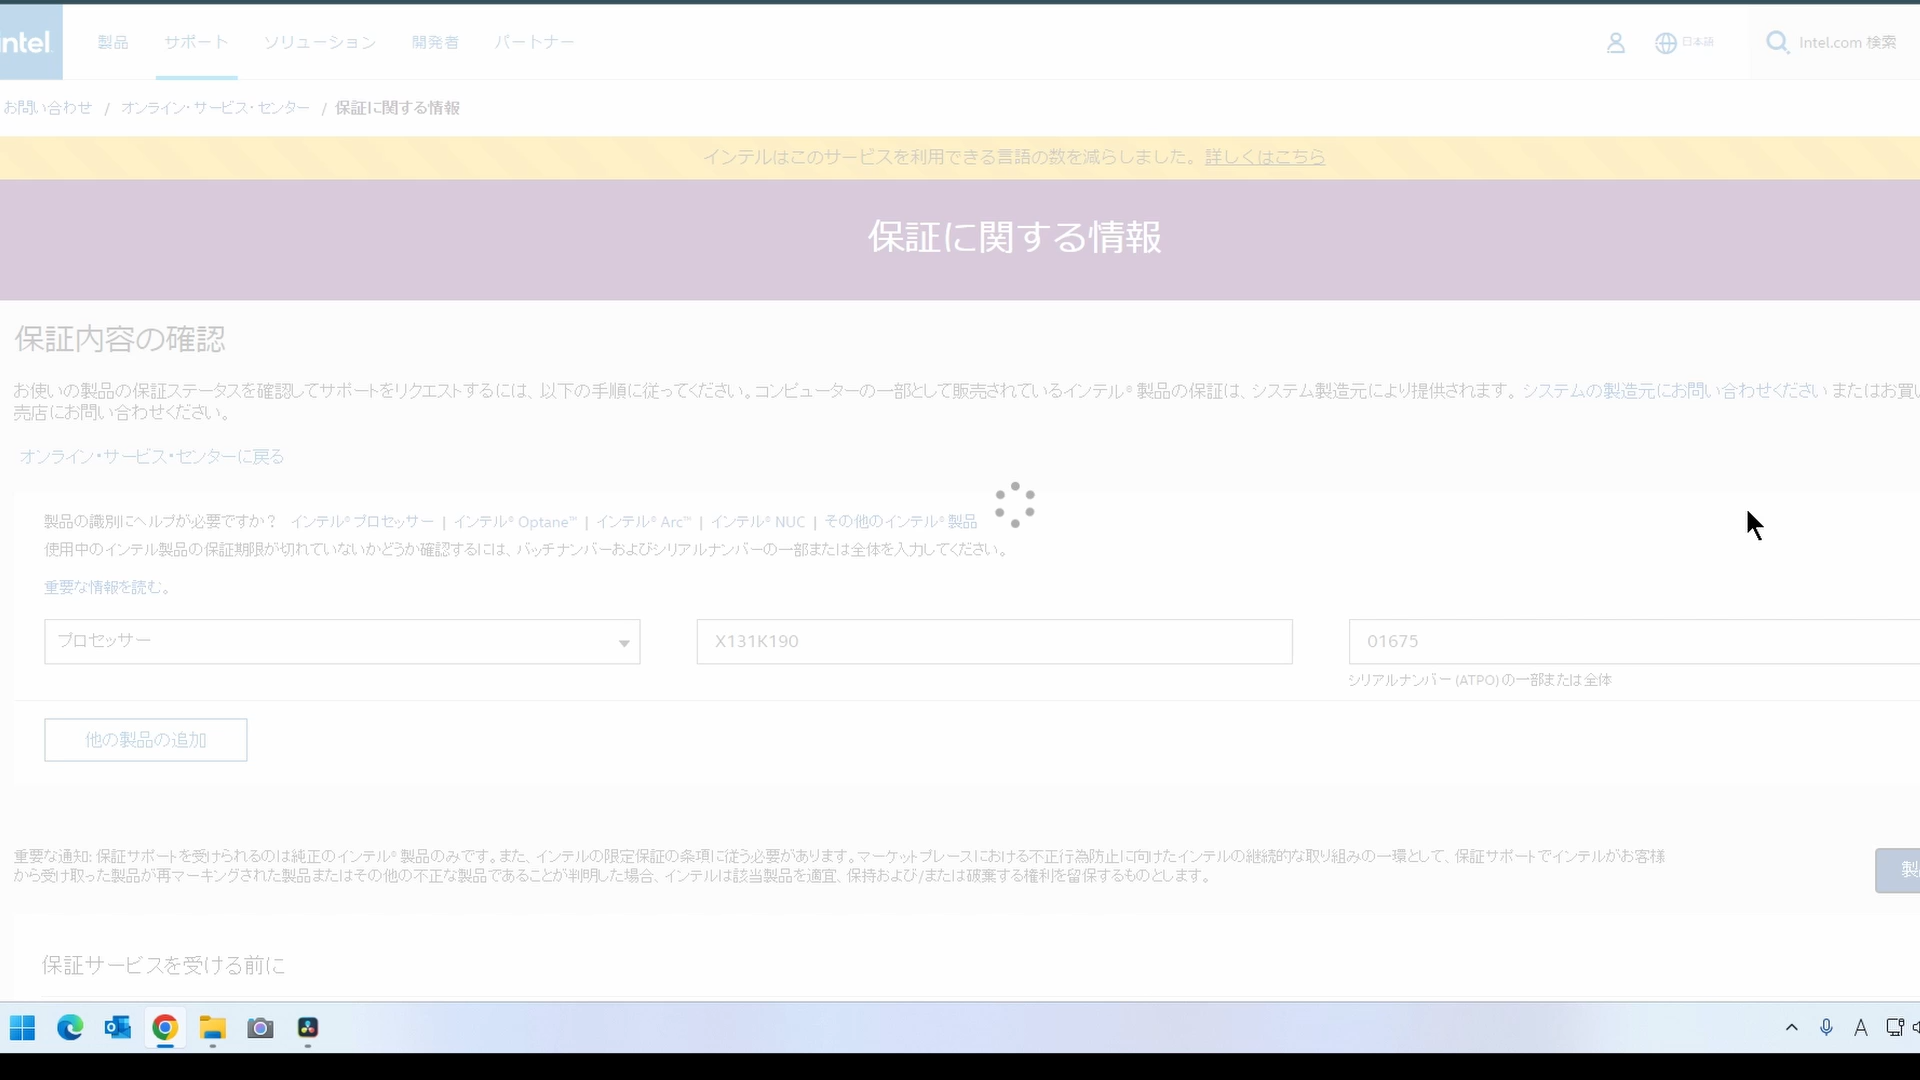 intel
製品 サポート ソリューション 開発者 パートナー 日本語 Intel.com 検索
お問い合わせ / オンライン・サービス・センター / 保証に関する情報
インテルはこのサービスを利用できる言語の数を減らしました。 詳しくはこちら
保証に関する情報
保証内容の確認
お使いの製品の保証ステータスを確認してサポートをリクエストするには、以下の手順に従ってください。コンピューターの一部として販売されているインテル® 製品の保証は、システム製造元により提供されます。 システムの製造元にお問い合わせください またはお買い
売店にお問い合わせください。
オンライン・サービス・センターに戻る
製品の識別にヘルプが必要ですか？ インテル® プロセッサー | インテル® Optane™ | インテル® Arc™ | インテル® NUC | その他のインテル® 製品
使用中のインテル製品の保証期限が切れていないかどうか確認するには、バッチナンバーおよびシリアルナンバーの一部または全体を入力してください。
重要な情報を読む。
プロセッサー X131K190 01675
シリアルナンバー (ATPO) の一部または全体
他の製品の追加
重要な通知: 保証サポートを受けられるのは純正のインテル® 製品のみです。また、インテルの限定保証の条項に従う必要があります。マーケットプレースにおける不正行為防止に向けたインテルの継続的な取り組みの一環として、保証サポートでインテルがお客様
から受け取った製品が再マーキングされた製品またはその他の不正な製品であることが判明した場合、インテルは該当製品を適宜、保持および/または破棄する権利を留保するものとします。
製
保証サービスを受ける前に
A